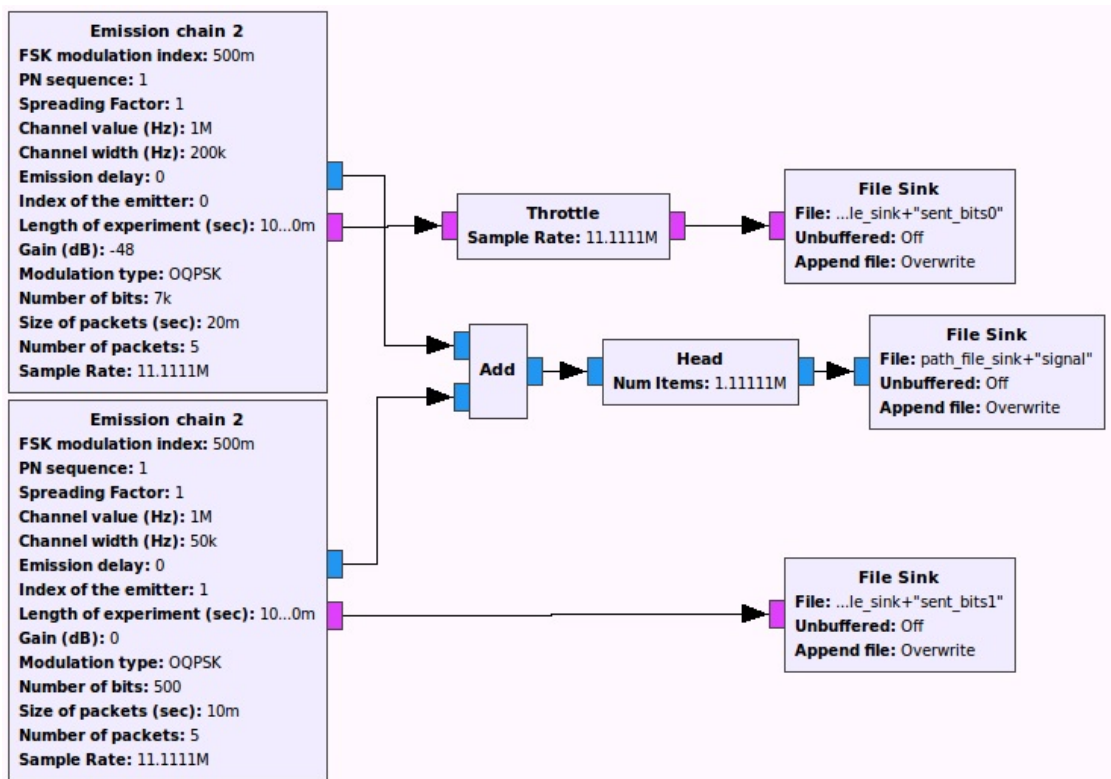 Emission chain 2
FSK modulation index: 500m
PN sequence: 1
Spreading Factor: 1
Channel value (Hz): 1M
Channel width (Hz): 200k
Emission delay: 0
Index of the emitter: 0
Length of experiment (sec): 10...0m
Gain (dB): -48
Modulation type: OQPSK
Number of bits: 7k
Size of packets (sec): 20m
Number of packets: 5
Sample Rate: 11.1111M
Throttle
Sample Rate: 11.1111M
File Sink
File: ...le_sink+"sent_bits0"
Unbuffered: Off
Append file: Overwrite
Add
Head
Num Items: 1.11111M
File Sink
File: path_file_sink+"signal"
Unbuffered: Off
Append file: Overwrite
Emission chain 2
FSK modulation index: 500m
PN sequence: 1
Spreading Factor: 1
Channel value (Hz): 1M
Channel width (Hz): 50k
Emission delay: 0
Index of the emitter: 1
Length of experiment (sec): 10...0m
Gain (dB): 0
Modulation type: OQPSK
Number of bits: 500
Size of packets (sec): 10m
Number of packets: 5
Sample Rate: 11.1111M
File Sink
File: ...le_sink+"sent_bits1"
Unbuffered: Off
Append file: Overwrite